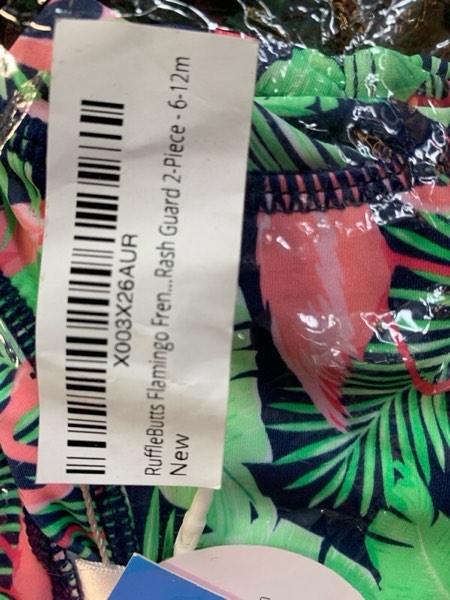 X003X26AUR
RuffleButts Flamingo Fren...Rash Guard 2-Piece - 6-12m
New